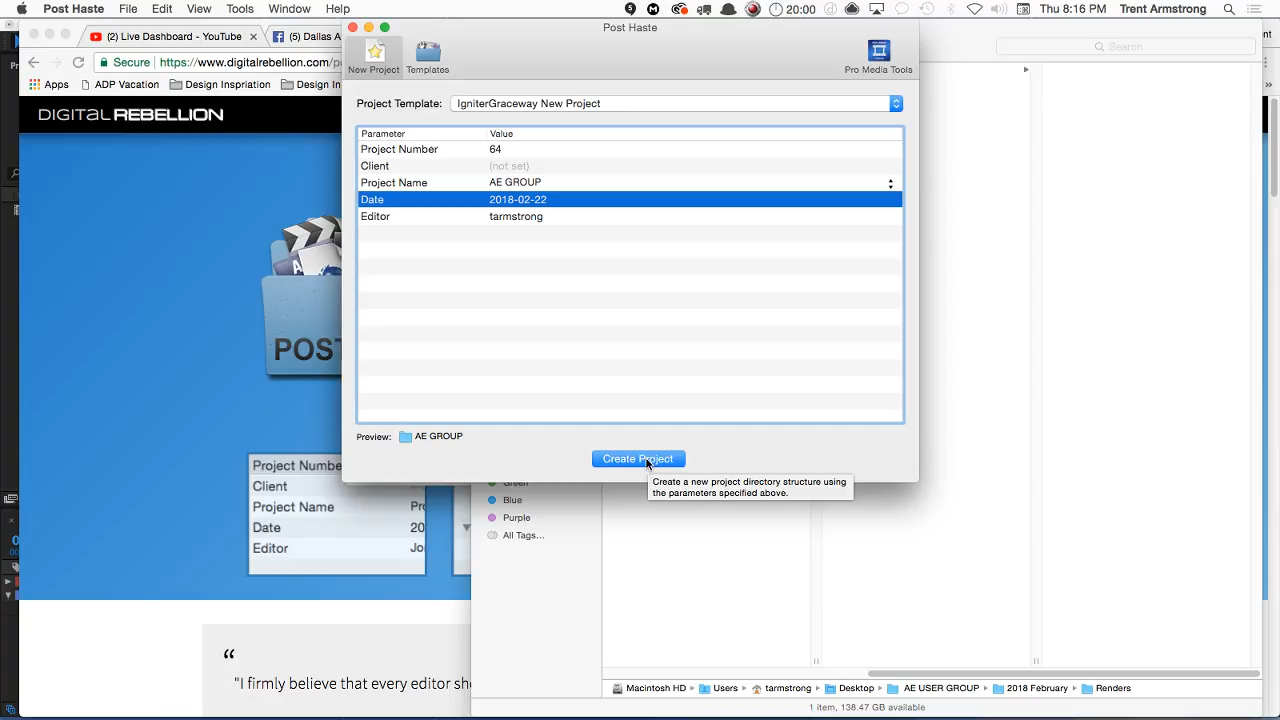 Post Haste File Edit View Tools Window Help
20:00
Thu 8:16 PM Trent Armstrong
(2) Live Dashboard - YouTube
(5) Dallas A
Post Haste
Secure https://www.digitalrebellion.com/p
Search
Apps ADP Vacation Design Inspriation Design In
New Project
Templates
Pro Media Tools
DIGITAL REBELLION
Project Template: IgniterGraceway New Project
Parameter Value
Project Number 64
Client (not set)
Project Name AE GROUP
Date 2018-02-22
Editor tarmstrong
POST
Preview: AE GROUP
Create Project
Create a new project directory structure using
the parameters specified above.
Project Numbe
Client
Project Name Pr
Date 20
Editor Jo
Green
Blue
Purple
All Tags...
“
"I firmly believe that every editor sho
Macintosh HD Users tarmstrong Desktop AE USER GROUP 2018 February Renders
1 item, 138.47 GB available